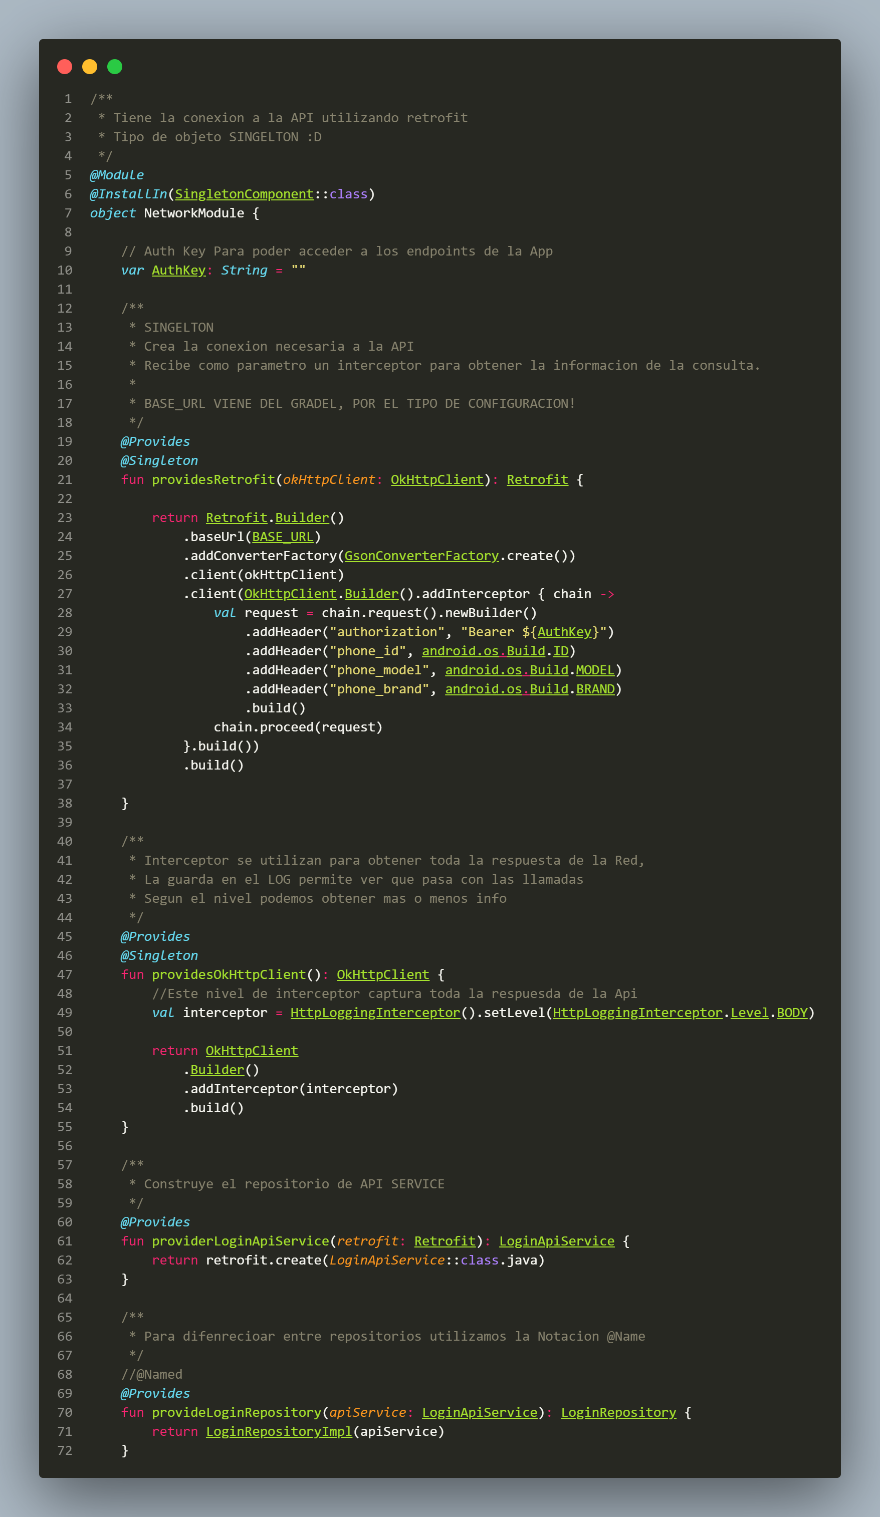 1 /**
2  * Tiene la conexion a la API utilizando retrofit
3  * Tipo de objeto SINGELTON :D
4  */
5 @Module
6 @InstallIn(SingletonComponent::class)
7 object NetworkModule {
8
9     // Auth Key Para poder acceder a los endpoints de la App
10     var AuthKey: String = ""
11
12     /**
13      * SINGELTON
14      * Crea la conexion necesaria a la API
15      * Recibe como parametro un interceptor para obtener la informacion de la consulta.
16      *
17      * BASE_URL VIENE DEL GRADEL, POR EL TIPO DE CONFIGURACION!
18      */
19     @Provides
20     @Singleton
21     fun providesRetrofit(okHttpClient: OkHttpClient): Retrofit {
22
23         return Retrofit.Builder()
24             .baseUrl(BASE_URL)
25             .addConverterFactory(GsonConverterFactory.create())
26             .client(okHttpClient)
27             .client(OkHttpClient.Builder().addInterceptor { chain ->
28                 val request = chain.request().newBuilder()
29                     .addHeader("authorization", "Bearer ${AuthKey}")
30                     .addHeader("phone_id", android.os.Build.ID)
31                     .addHeader("phone_model", android.os.Build.MODEL)
32                     .addHeader("phone_brand", android.os.Build.BRAND)
33                     .build()
34                 chain.proceed(request)
35             }.build())
36             .build()
37
38     }
39
40     /**
41      * Interceptor se utilizan para obtener toda la respuesta de la Red,
42      * La guarda en el LOG permite ver que pasa con las llamadas
43      * Segun el nivel podemos obtener mas o menos info
44      */
45     @Provides
46     @Singleton
47     fun providesOkHttpClient(): OkHttpClient {
48         //Este nivel de interceptor captura toda la respuesda de la Api
49         val interceptor = HttpLoggingInterceptor().setLevel(HttpLoggingInterceptor.Level.BODY)
50
51         return OkHttpClient
52             .Builder()
53             .addInterceptor(interceptor)
54             .build()
55     }
56
57     /**
58      * Construye el repositorio de API SERVICE
59      */
60     @Provides
61     fun providerLoginApiService(retrofit: Retrofit): LoginApiService {
62         return retrofit.create(LoginApiService::class.java)
63     }
64
65     /**
66      * Para difenrecioar entre repositorios utilizamos la Notacion @Name
67      */
68     //@Named
69     @Provides
70     fun provideLoginRepository(apiService: LoginApiService): LoginRepository {
71         return LoginRepositoryImpl(apiService)
72     }